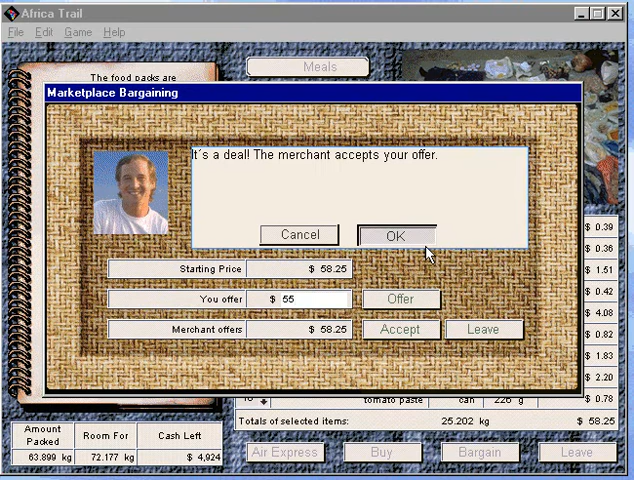 Africa Trail
File Edit Game Help
The food packs are
Meals
Marketplace Bargaining
It's a deal! The merchant accepts your offer.
Cancel
OK
Starting Price $ 58.25
You offer $ 55
Offer
Merchant offers $ 58.25
Accept
Leave
$ 0.39
$ 0.36
$ 1.51
$ 0.42
$ 4.08
$ 0.82
$ 1.83
$ 2.20
tomato paste can 226 g $ 0.78
Totals of selected items: 25.202 kg $ 58.25
Amount Packed
Room For
Cash Left
63.899 kg 72.177 kg $ 4,924
Air Express
Buy
Bargain
Leave